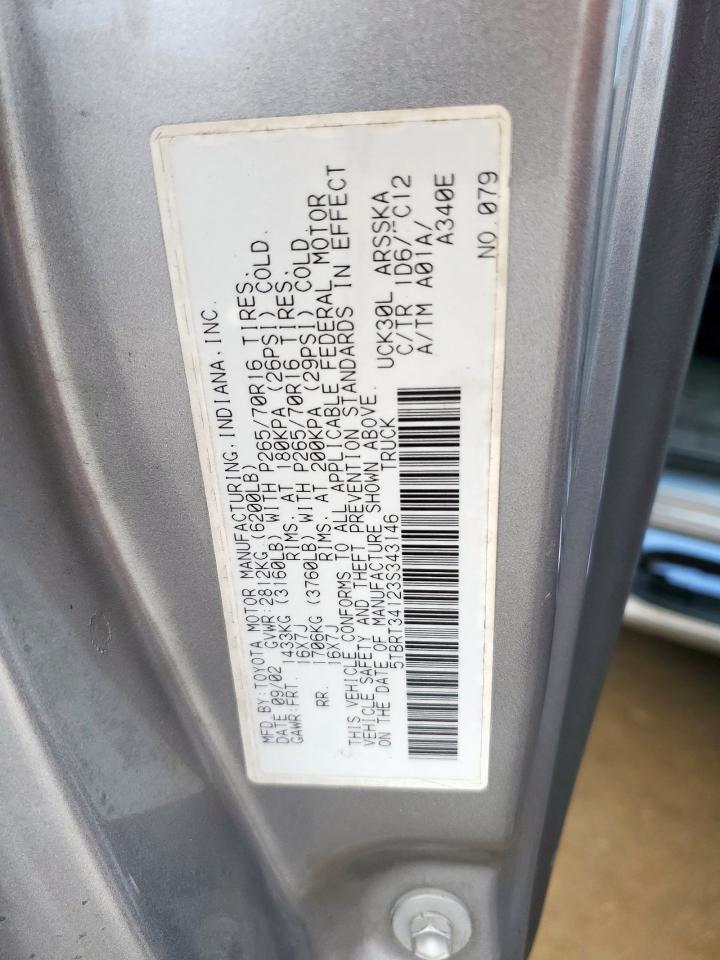 MFD BY:TOYOTA MOTOR MANUFACTURING,INDIANA,INC.
DATE 09/02 GVWR:2812KG (6200LB)
GAWR:FRT. 1433KG (3160LB) WITH P265/70R16 TIRES,
16X7J RIMS, AT 180KPA (26PSI) COLD.
RR. 1706KG (3760LB) WITH P265/70R16 TIRES,
16X7J RIMS, AT 200KPA (29PSI) COLD.
THIS VEHICLE CONFORMS TO ALL APPLICABLE FEDERAL MOTOR
VEHICLE SAFETY AND THEFT PREVENTION STANDARDS IN EFFECT
ON THE DATE OF MANUFACTURE SHOWN ABOVE.
5TBRT34123S343146 TRUCK
UCK30L ARSSKA
C/TR 1D6/-C12
A/TM A01A/
A340E
NO 079